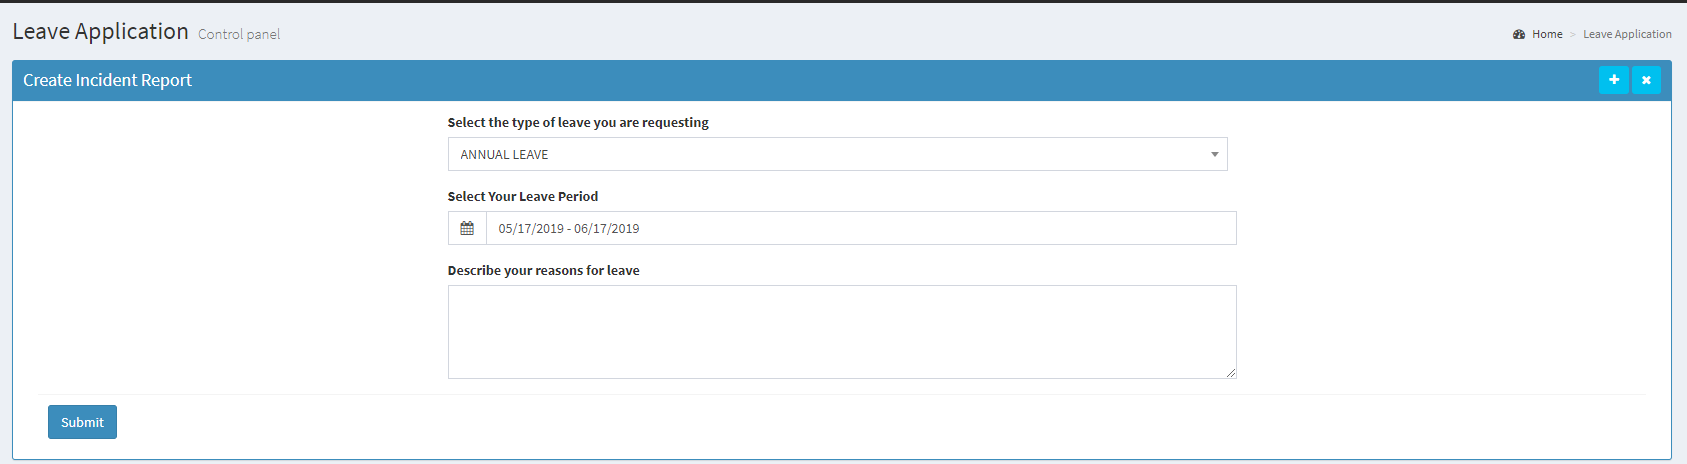 Leave Application Control panel
Home > Leave Application
Create Incident Report
Select the type of leave you are requesting
ANNUAL LEAVE
Select Your Leave Period
05/17/2019 - 06/17/2019
Describe your reasons for leave
Submit